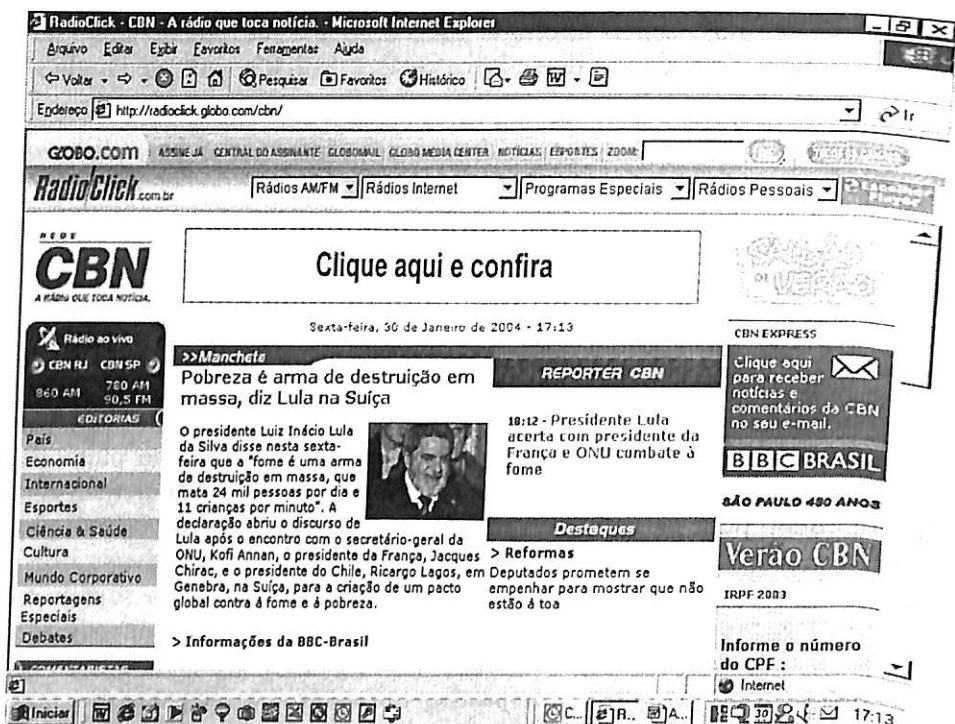 RadioClick - CBN - A rádio que toca notícia. - Microsoft Internet Explorer
Arquivo Editar Exibir Favoritos Ferramentas Ajuda
Voltar Pesquisar Favoritos Histórico
Endereço http://radioclick.globo.com/cbn/ Ir
GLOBO.COM ASSINE JÁ CENTRAL DO ASSINANTE GLOBOMAIL GLOBO MEDIA CENTER NOTÍCIAS ESPORTES ZOOM:
RadioClick.com.br Rádios AM/FM Rádios Internet Programas Especiais Rádios Pessoais
REDE
CBN
A RÁDIO QUE TOCA NOTÍCIA.
Clique aqui e confira
DE VERÃO
Sexta-feira, 30 de Janeiro de 2004 - 17:13
Rádio ao vivo
CBN RJ CBN SP
860 AM 780 AM
90,5 FM
EDITORIAS
País
Economia
Internacional
Esportes
Ciência & Saúde
Cultura
Mundo Corporativo
Reportagens
Especiais
Debates
COMENTARISTAS
>>Manchete
Pobreza é arma de destruição em
massa, diz Lula na Suíça
O presidente Luiz Inácio Lula
da Silva disse nesta sexta-
feira que a "fome é uma arma
de destruição em massa, que
mata 24 mil pessoas por dia e
11 crianças por minuto". A
declaração abriu o discurso de
Lula após o encontro com o secretário-geral da
ONU, Kofi Annan, o presidente da França, Jacques
Chirac, e o presidente do Chile, Ricargo Lagos, em
Genebra, na Suíça, para a criação de um pacto
global contra á fome e á pobreza.
> Informações da BBC-Brasil
REPORTER CBN
18:12 - Presidente Lula
acerta com presidente da
França e ONU combate à
fome
Destaques
> Reformas
Deputados prometem se
empenhar para mostrar que não
estão á toa
CBN EXPRESS
Clique aqui
para receber
notícias e
comentários da CBN
no seu e-mail.
BBC BRASIL
SÃO PAULO 450 ANOS
Verão CBN
IRPF 2003
Informe o número
do CPF :
Internet
Iniciar C... R.. A.. 17:13